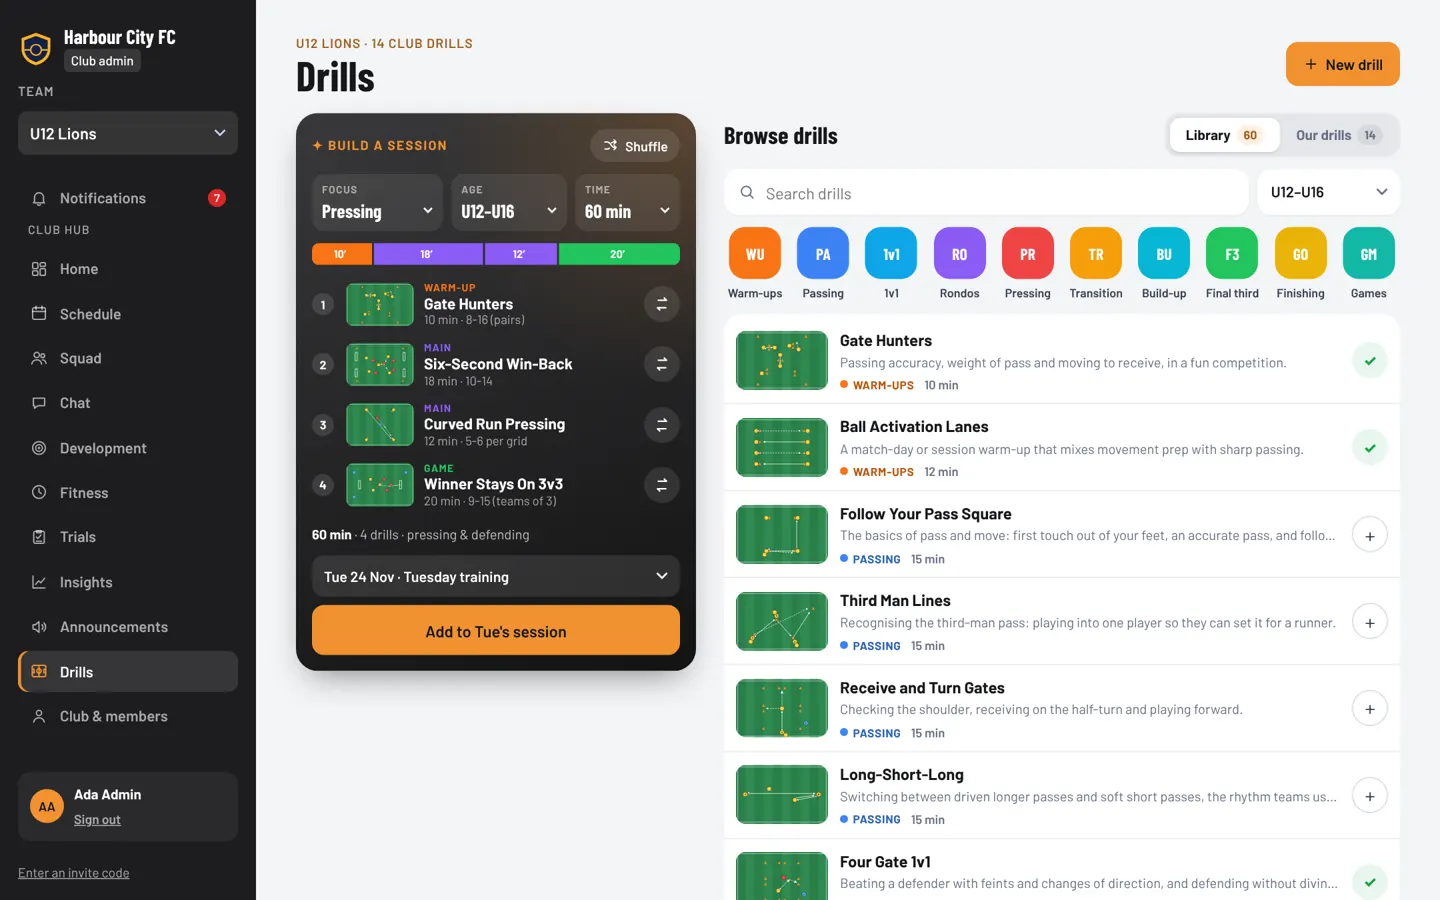 Harbour City FC
Club admin
TEAM
U12 Lions
Notifications 7
CLUB HUB
Home
Schedule
Squad
Chat
Development
Fitness
Trials
Insights
Announcements
Drills
Club & members
AA
Ada Admin
Sign out
Enter an invite code
U12 LIONS · 14 CLUB DRILLS
Drills
+ New drill
BUILD A SESSION
Shuffle
FOCUS
Pressing
AGE
U12–U16
TIME
60 min
10′ 18′ 12′ 20′
1
WARM-UP
Gate Hunters
10 min · 8-16 (pairs)
2
MAIN
Six-Second Win-Back
18 min · 10-14
3
MAIN
Curved Run Pressing
12 min · 5-6 per grid
4
GAME
Winner Stays On 3v3
20 min · 9-15 (teams of 3)
60 min · 4 drills · pressing & defending
Tue 24 Nov · Tuesday training
Add to Tue's session
Browse drills
Library 60
Our drills 14
Search drills
U12–U16
WU PA 1v1 RO PR TR BU F3 GO GM
Warm-ups Passing 1v1 Rondos Pressing Transition Build-up Final third Finishing Games
Gate Hunters
Passing accuracy, weight of pass and moving to receive, in a fun competition.
WARM-UPS 10 min
Ball Activation Lanes
A match-day or session warm-up that mixes movement prep with sharp passing.
WARM-UPS 12 min
Follow Your Pass Square
The basics of pass and move: first touch out of your feet, an accurate pass, and follo...
PASSING 15 min
Third Man Lines
Recognising the third-man pass: playing into one player so they can set it for a runner.
PASSING 15 min
Receive and Turn Gates
Checking the shoulder, receiving on the half-turn and playing forward.
PASSING 15 min
Long-Short-Long
Switching between driven longer passes and soft short passes, the rhythm teams us...
PASSING 15 min
Four Gate 1v1
Beating a defender with feints and changes of direction, and defending without divin...